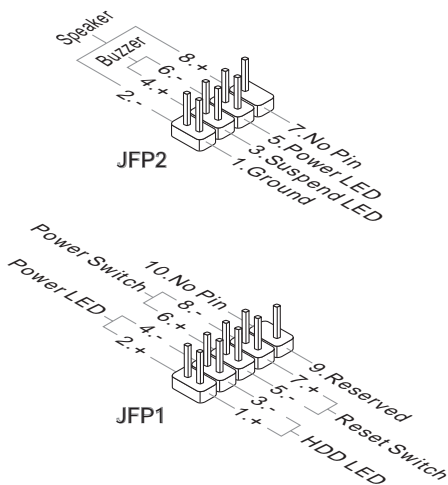 Speaker
Buzzer
8.+
6.-
4.+
2.-
7.No Pin
5.Power LED
3.Suspend LED
1.Ground
JFP2
Power Switch
Power LED
10.No Pin
8.-
6.+
4.-
2.+
9.Reserved
7.+
5.-
3.-
1.+
Reset Switch
HDD LED
JFP1